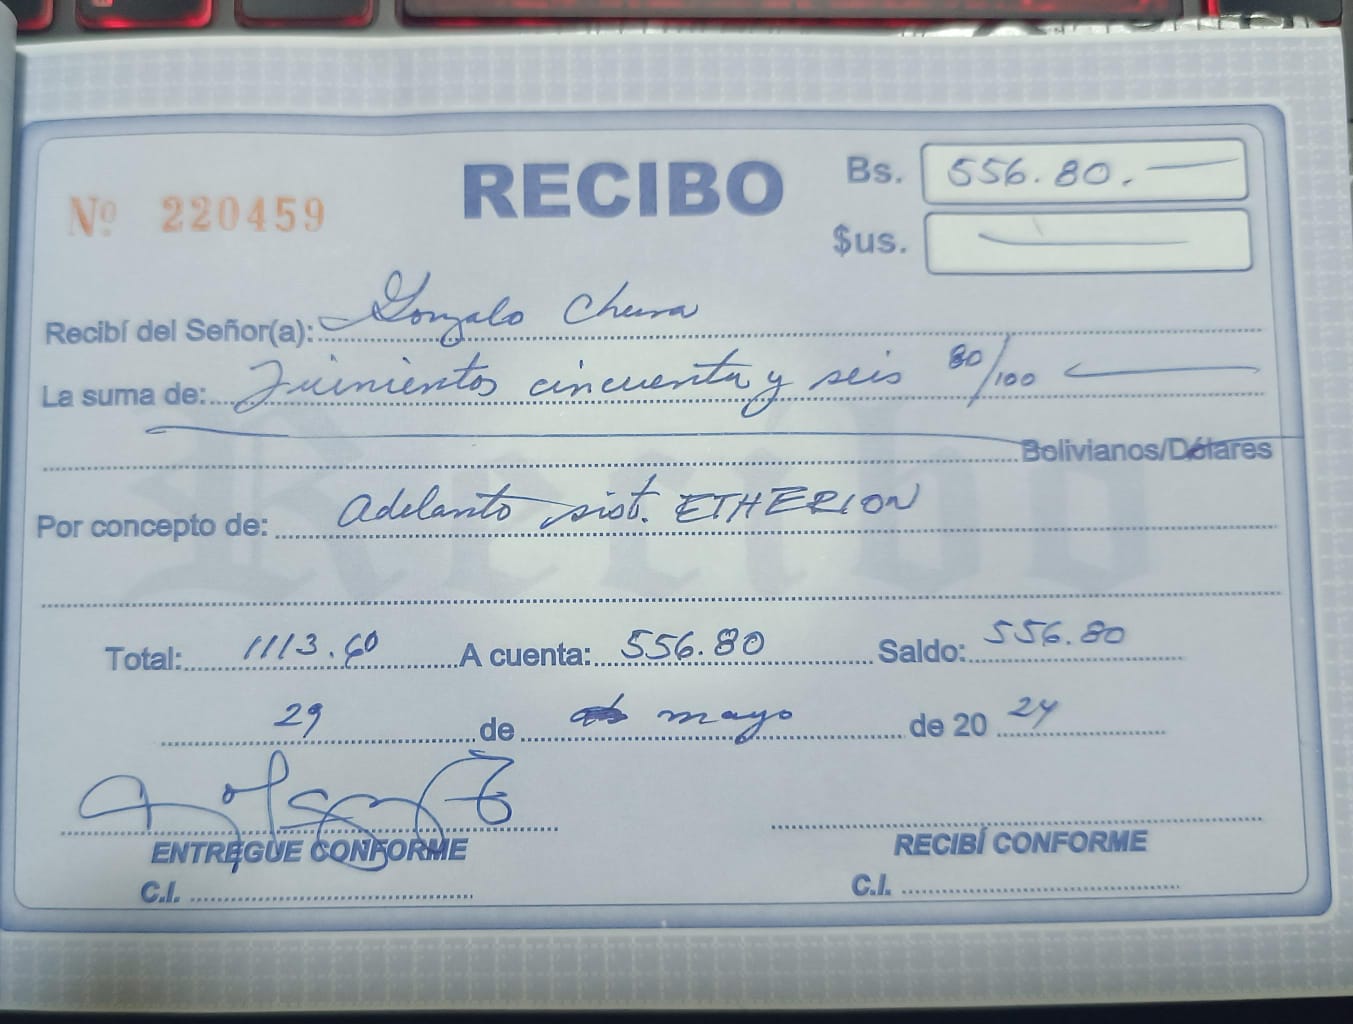 Nº 220459
RECIBO
Bs. 556.80.
$us.
Recibí del Señor(a): Gonzalo Chura
La suma de: Quinientos cincuenta y seis 80/100
Bolivianos/Dólares
Por concepto de: Adelanto sist. ETHERION
Recibo
Total: 1113.60 A cuenta: 556.80 Saldo: 556.80
29 de mayo de 20 24
ENTREGUE CONFORME
RECIBÍ CONFORME
C.I.
C.I.